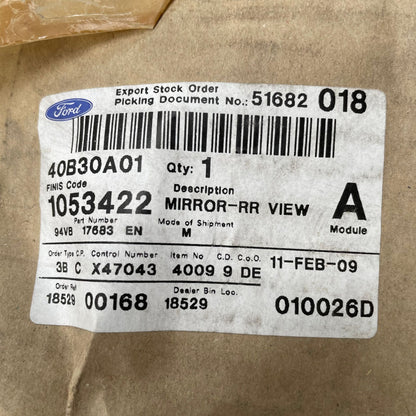 Ford
Export Stock Order
Picking Document No.: 51682 018
40B30A01 Qty: 1
FINIS Code Description
1053422 MIRROR-RR VIEW A
Part Number Mode of Shipment Module
94VB 17683 EN M
Order Type C.P. Control Number Item No C.D. C.o.O. 11-FEB-09
3B C X47043 4009 9 DE
Order Ref Dealer Bin Loc.
18529 00168 18529 010026D